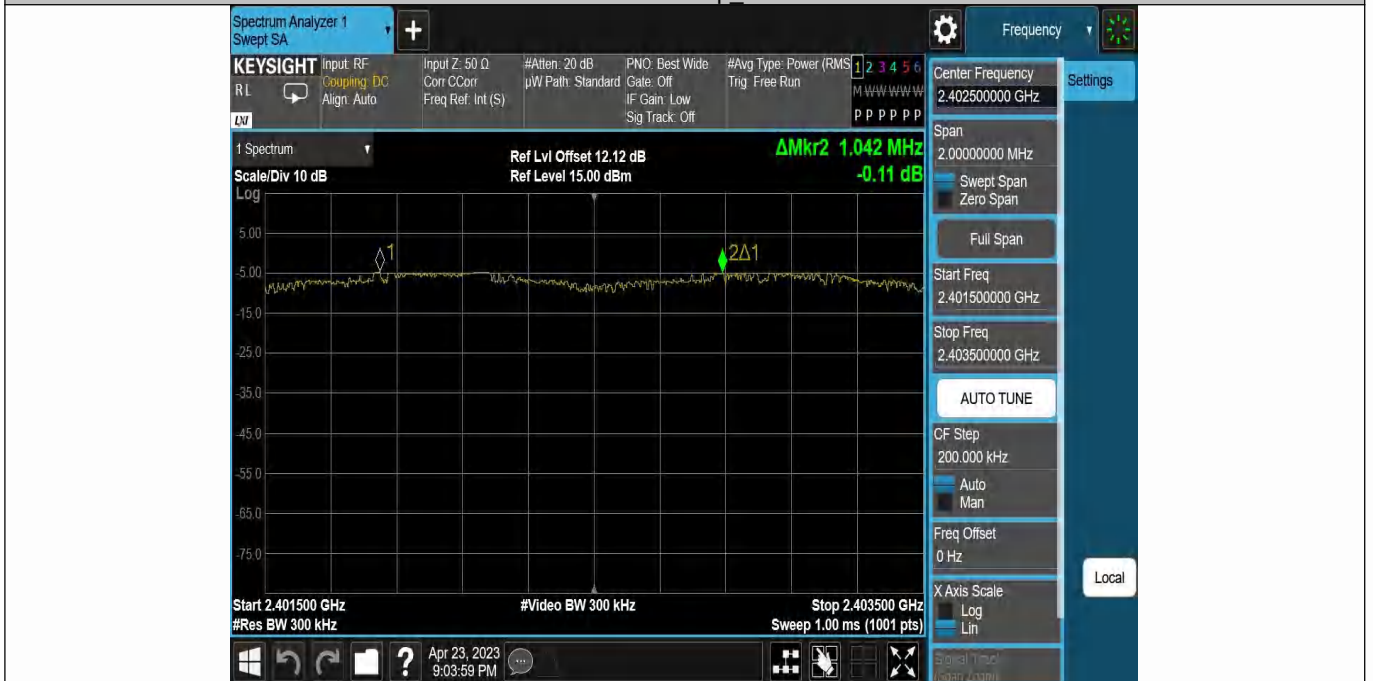 Spectrum Analyzer 1
Swept SA
+
Frequency
KEYSIGHT
RL
LXI
Input: RF
Coupling: DC
Align: Auto
Input Z: 50 Ω
Corr CCorr
Freq Ref: Int (S)
#Atten: 20 dB
µW Path: Standard
PNO: Best Wide
Gate: Off
IF Gain: Low
Sig Track: Off
#Avg Type: Power (RMS
Trig: Free Run
1 2 3 4 5 6
M W W W W W
P P P P P P
Center Frequency
2.402500000 GHz
Settings
Span
2.00000000 MHz
Swept Span
Zero Span
Full Span
Start Freq
2.401500000 GHz
Stop Freq
2.403500000 GHz
AUTO TUNE
CF Step
200.000 kHz
Auto
Man
Freq Offset
0 Hz
X Axis Scale
Log
Lin
Signal Track
(Span Zoom)
Local
1 Spectrum
Scale/Div 10 dB
Log
Ref Lvl Offset 12.12 dB
Ref Level 15.00 dBm
ΔMkr2 1.042 MHz
-0.11 dB
1
2Δ1
5.00
-5.00
-15.0
-25.0
-35.0
-45.0
-55.0
-65.0
-75.0
Start 2.401500 GHz
#Res BW 300 kHz
#Video BW 300 kHz
Stop 2.403500 GHz
Sweep 1.00 ms (1001 pts)
?
Apr 23, 2023
9:03:59 PM